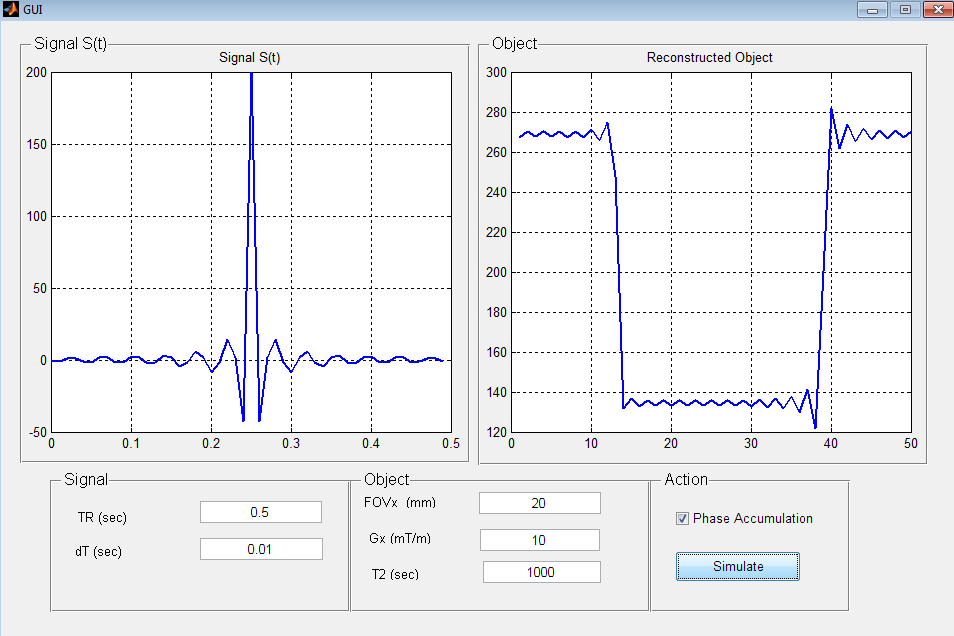 GUI
Signal S(t)
Signal S(t)
200
150
100
50
0
-50
0 0.1 0.2 0.3 0.4 0.5
Object
Reconstructed Object
300
280
260
240
220
200
180
160
140
120
0 10 20 30 40 50
Signal
TR (sec) 0.5
dT (sec) 0.01
Object
FOVx (mm) 20
Gx (mT/m) 10
T2 (sec) 1000
Action
Phase Accumulation
Simulate